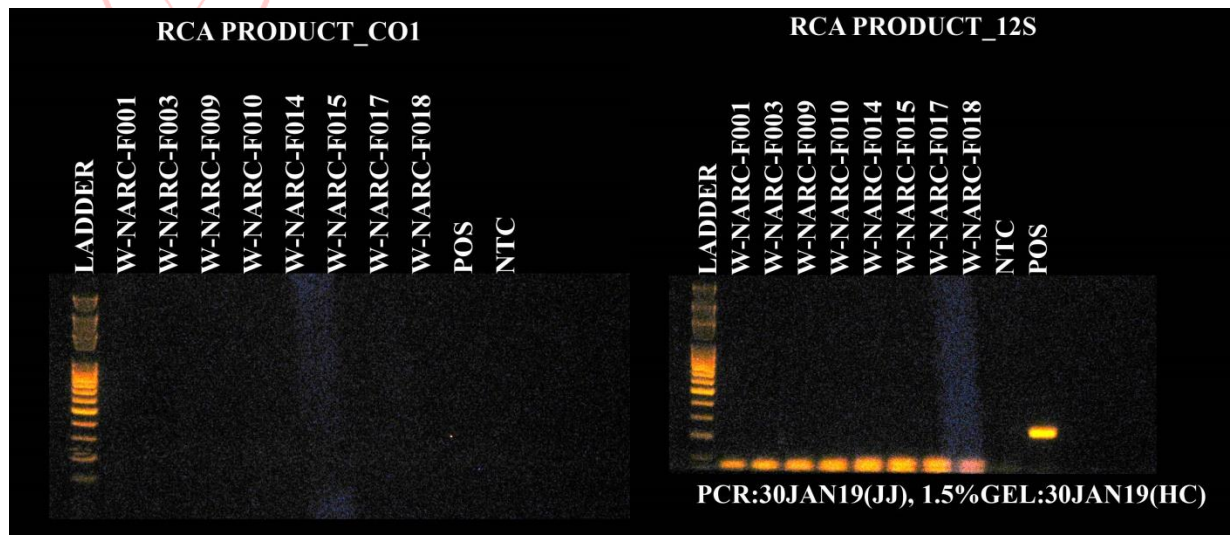 RCA PRODUCT_CO1
LADDER
W-NARC-F001
W-NARC-F003
W-NARC-F009
W-NARC-F010
W-NARC-F014
W-NARC-F015
W-NARC-F017
W-NARC-F018
POS
NTC
RCA PRODUCT_12S
LADDER
W-NARC-F001
W-NARC-F003
W-NARC-F009
W-NARC-F010
W-NARC-F014
W-NARC-F015
W-NARC-F017
W-NARC-F018
NTC
POS
PCR:30JAN19(JJ), 1.5%GEL:30JAN19(HC)